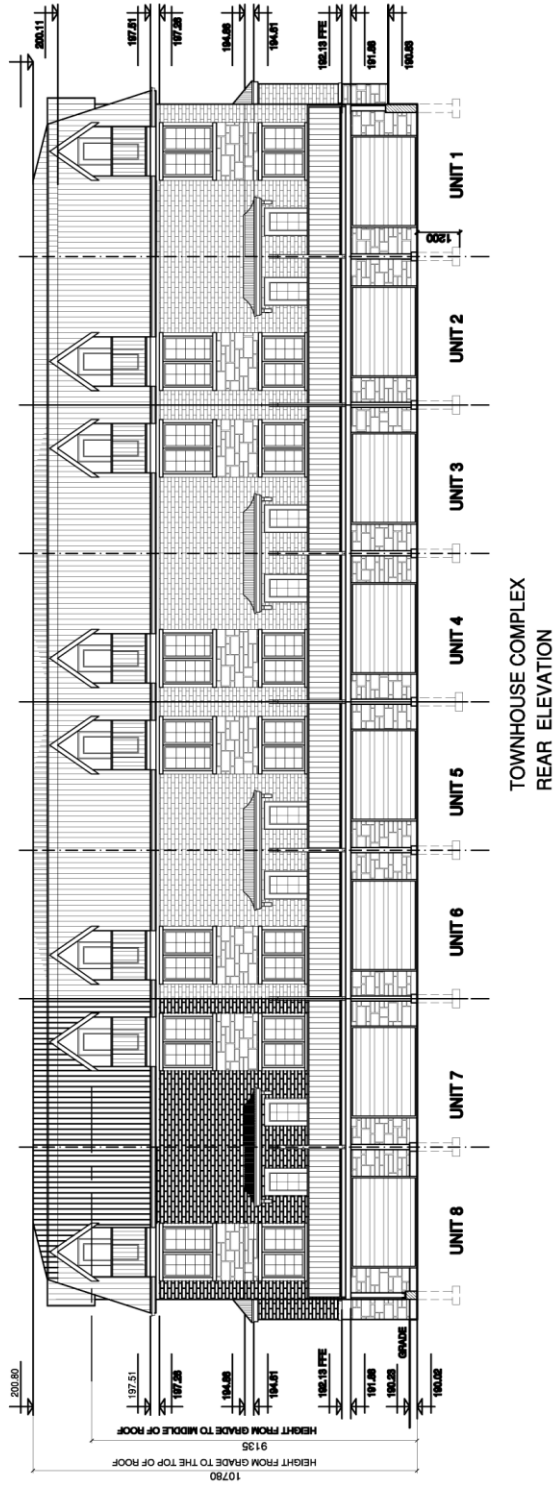 10780
HEIGHT FROM GRADE TO THE TOP OF ROOF
9135
HEIGHT FROM GRADE TO MIDDLE OF ROOF
200.80
197.51
197.26
194.86
194.61
192.13 FFE
191.88
190.23
GRADE
190.02
200.11
197.51
197.26
194.86
194.61
192.13 FFE
191.88
190.83
1200
UNIT 8
UNIT 7
UNIT 6
UNIT 5
UNIT 4
UNIT 3
UNIT 2
UNIT 1
TOWNHOUSE COMPLEX
REAR ELEVATION